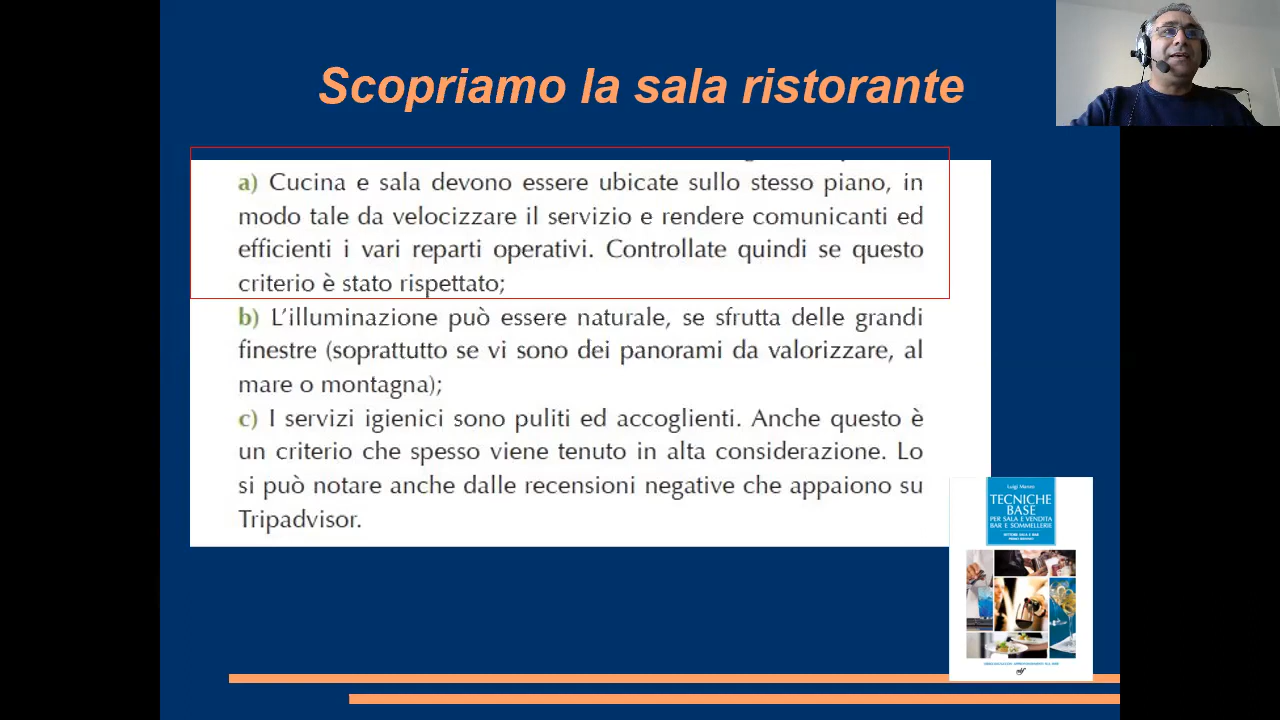 Scopriamo la sala ristorante
a) Cucina e sala devono essere ubicate sullo stesso piano, in
modo tale da velocizzare il servizio e rendere comunicanti ed
efficienti i vari reparti operativi. Controllate quindi se questo
criterio è stato rispettato;
b) L’illuminazione può essere naturale, se sfrutta delle grandi
finestre (soprattutto se vi sono dei panorami da valorizzare, al
mare o montagna);
c) I servizi igienici sono puliti ed accoglienti. Anche questo è
un criterio che spesso viene tenuto in alta considerazione. Lo
si può notare anche dalle recensioni negative che appaiono su
Tripadvisor.
TECNICHE
BASE
PER SALA E VENDITA
BAR E SOMMELLERIE